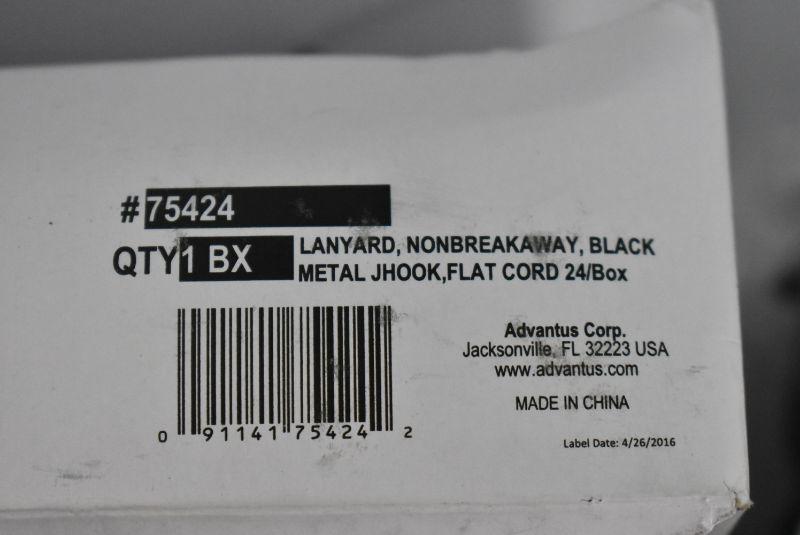 #75424
QTY 1 BX
LANYARD, NONBREAKAWAY, BLACK
METAL JHOOK,FLAT CORD 24/Box
Advantus Corp.
Jacksonville, FL 32223 USA
www.advantus.com
MADE IN CHINA
Label Date: 4/26/2016
0 91141 75424 2